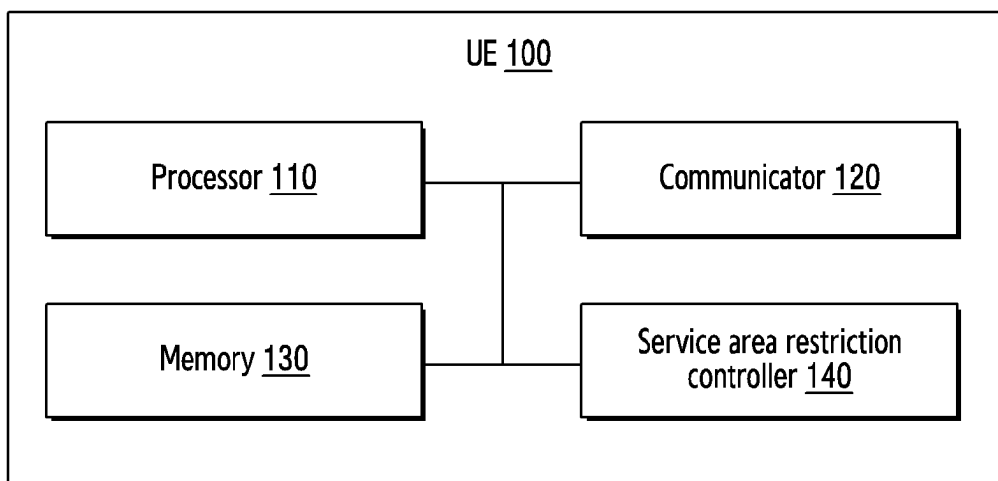 UE 100
Processor 110
Communicator 120
Memory 130
Service area restriction
controller 140